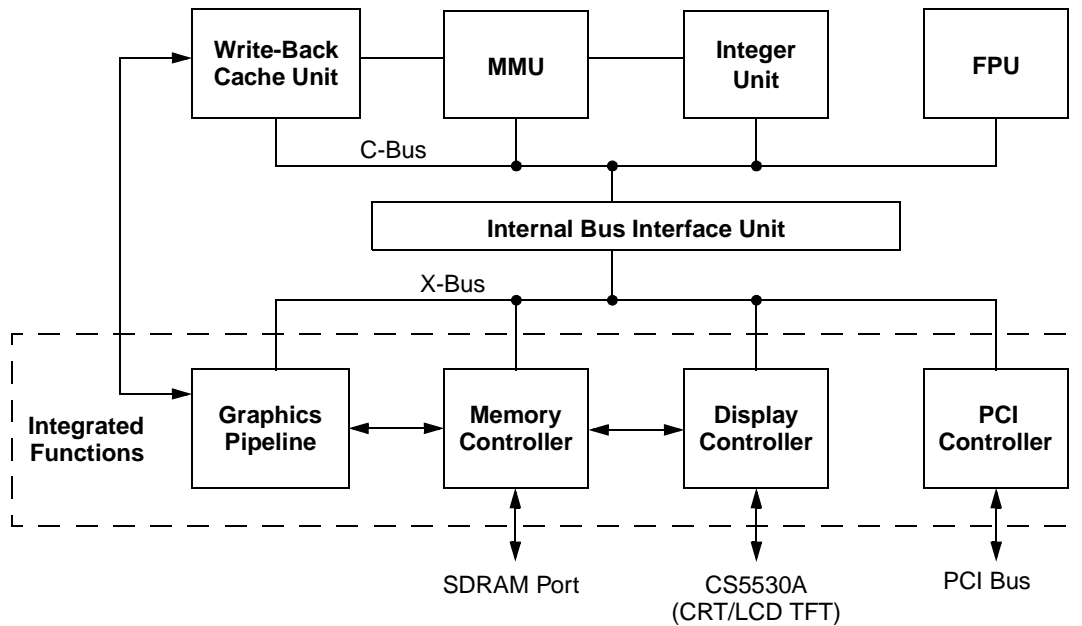 Write-Back
Cache Unit
MMU
Integer
Unit
FPU
C-Bus
Internal Bus Interface Unit
X-Bus
Integrated
Functions
Graphics
Pipeline
Memory
Controller
Display
Controller
PCI
Controller
SDRAM Port
CS5530A
(CRT/LCD TFT)
PCI Bus